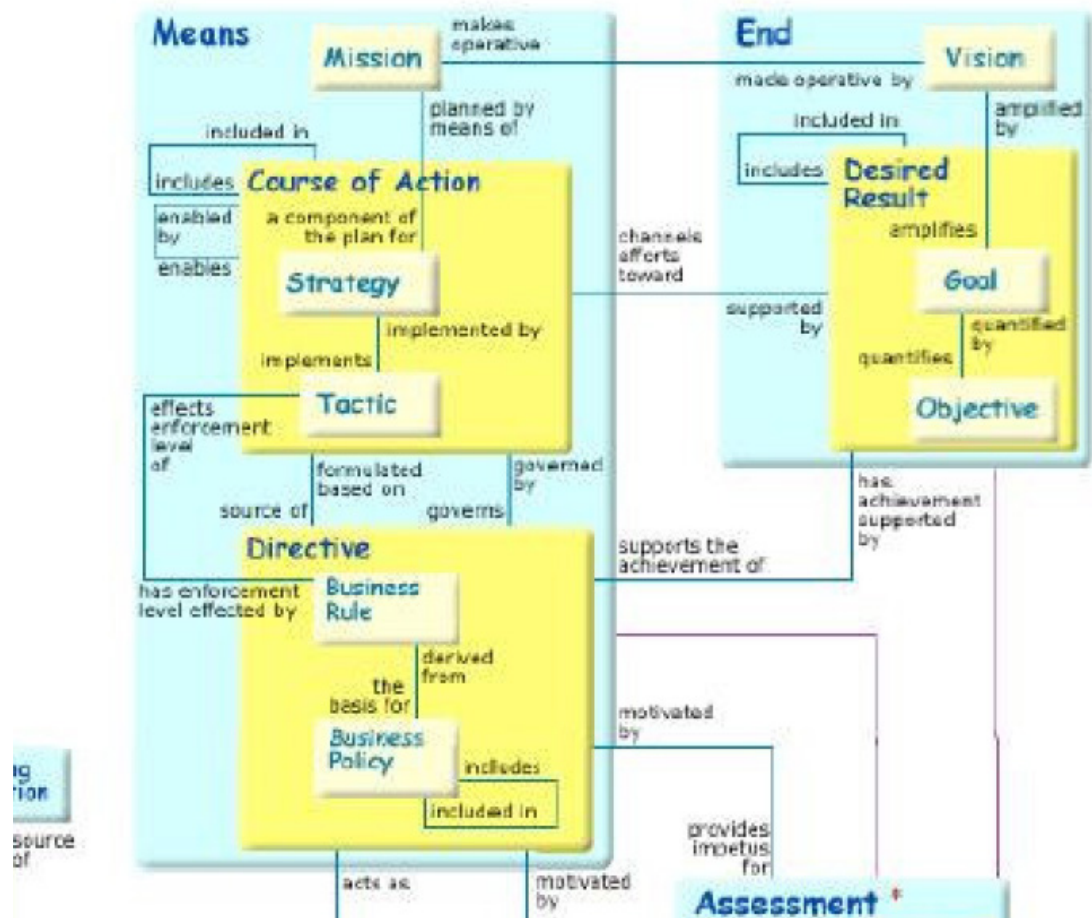 Means
Mission
makes
operative
End
Vision
made operative by
planned by
means of
included in
includes
Course of Action
enabled
by
enables
a component of
the plan for
Strategy
implemented by
implements
Tactic
effects
enforcement
level
of
formulated
based on
source of
governed
by
governs
channels
efforts
toward
supported
by
amplified
by
included in
includes
Desired
Result
amplifies
Goal
quantified
by
quantifies
Objective
has
achievement
supported
by
supports the
achievement of
Directive
has enforcement
level effected by
Business
Rule
derived
from
the
basis for
Business
Policy
includes
included in
motivated
by
provides
impetus
for
acts as
motivated
by
Assessment *
source
of